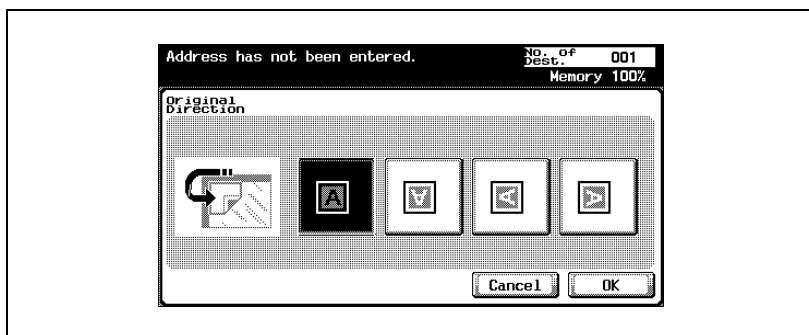 Address has not been entered.
No. of
Dest. 001
Memory 100%
Original
Direction
A A A A
Cancel OK